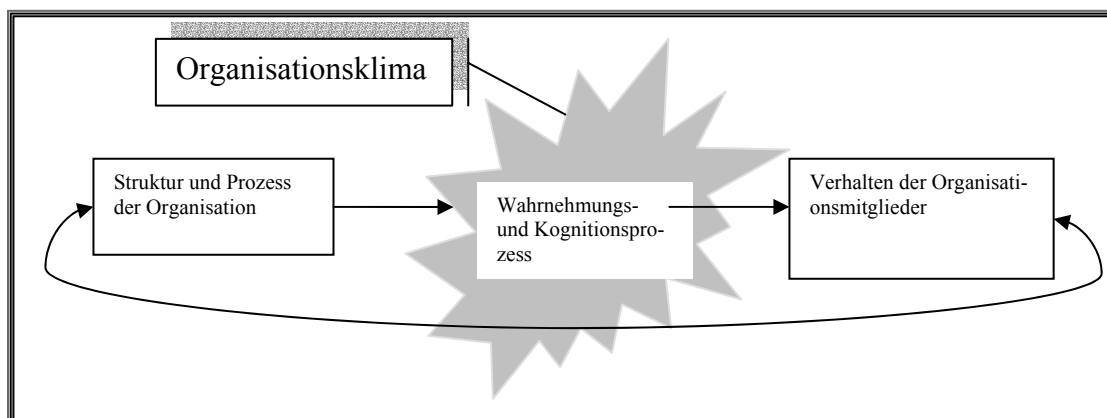 Organisationsklima
Struktur und Prozess
der Organisation
Wahrnehmungs-
und Kognitionspro-
zess
Verhalten der Organisati-
onsmitglieder